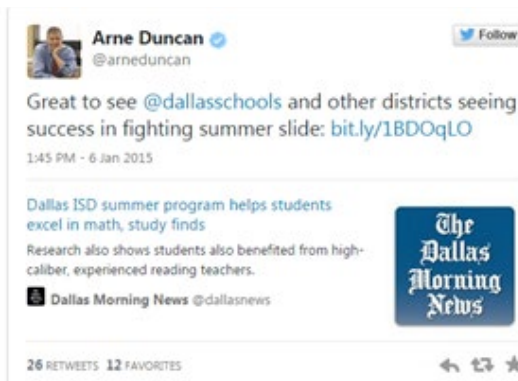 Arne Duncan
Follow
@arneduncan
Great to see @dallasschools and other districts seeing
success in fighting summer slide: bit.ly/1BDOqLO
1:45 PM - 6 Jan 2015
Dallas ISD summer program helps students
excel in math, study finds
Research also shows students also benefited from high-
caliber, experienced reading teachers.
Dallas Morning News @dallasnews
The
Dallas
Morning
News
26 RETWEETS 12 FAVORITES